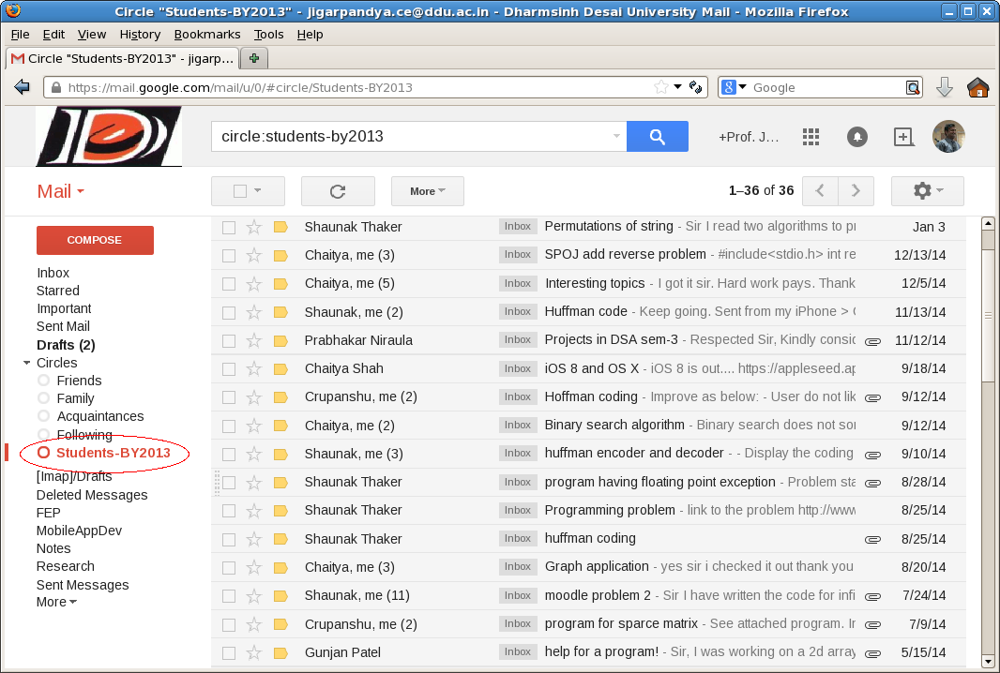 Circle "Students-BY2013" - jigarpandya.ce@ddu.ac.in - Dharmsinh Desai University Mail - Mozilla Firefox
File Edit View History Bookmarks Tools Help
Circle "Students-BY2013" - jigarp...
https://mail.google.com/mail/u/0/#circle/Students-BY2013
8 Google
circle:students-by2013
+Prof. J...
Mail
More
1–36 of 36
COMPOSE
Inbox
Starred
Important
Sent Mail
Drafts (2)
Circles
Friends
Family
Acquaintances
Following
Students-BY2013
[Imap]/Drafts
Deleted Messages
FEP
MobileAppDev
Notes
Research
Sent Messages
More
Shaunak Thaker Inbox Permutations of string - Sir I read two algorithms to pr Jan 3
Chaitya, me (3) Inbox SPOJ add reverse problem - #include<stdio.h> int re 12/13/14
Chaitya, me (5) Inbox Interesting topics - I got it sir. Hard work pays. Thank 12/5/14
Shaunak, me (2) Inbox Huffman code - Keep going. Sent from my iPhone > 11/13/14
Prabhakar Niraula Inbox Projects in DSA sem-3 - Respected Sir, Kindly consid 11/12/14
Chaitya Shah Inbox iOS 8 and OS X - iOS 8 is out.... https://appleseed.ap 9/18/14
Crupanshu, me (2) Inbox Hoffman coding - Improve as below: - User do not lik 9/12/14
Chaitya, me (2) Inbox Binary search algorithm - Binary search does not sor 9/12/14
Shaunak, me (3) Inbox huffman encoder and decoder - - Display the coding 9/10/14
Shaunak Thaker Inbox program having floating point exception - Problem sta 8/28/14
Shaunak Thaker Inbox Programming problem - link to the problem http://www 8/25/14
Shaunak Thaker Inbox huffman coding 8/25/14
Chaitya, me (3) Inbox Graph application - yes sir i checked it out thank you 8/20/14
Shaunak, me (11) Inbox moodle problem 2 - Sir I have written the code for infi 7/24/14
Crupanshu, me (2) Inbox program for sparce matrix - See attached program. Ir 7/9/14
Gunjan Patel Inbox help for a program! - Sir, I was working on a 2d array 5/15/14